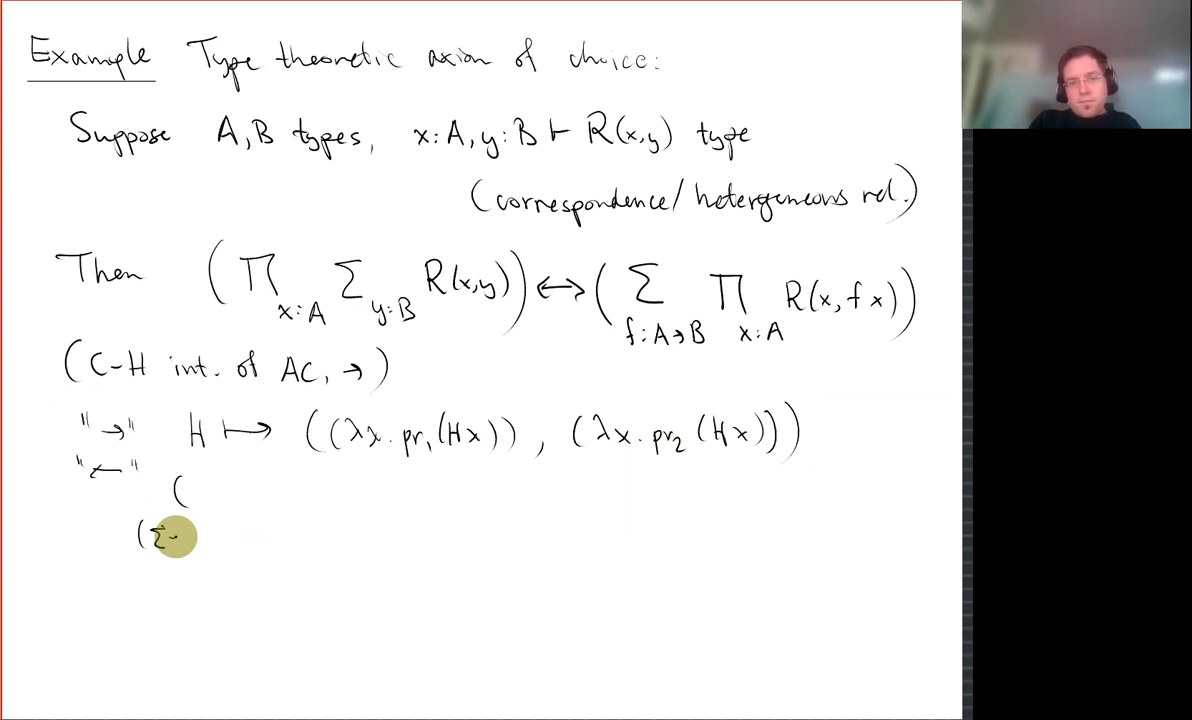 Example Type theoretic axiom of choice:
Suppose A, B types, x:A, y:B ⊢ R(x,y) type
(correspondence/ hetergeneous rel.)
Then (∏ x:A ∑ y:B R(x,y)) ↔ (∑ f:A→B ∏ x:A R(x, f x))
(C-H int. of AC, →)
"→" H ↦ ((λx. pr₁(Hx)), (λx. pr₂(Hx)))
"←"
(
(Σ-